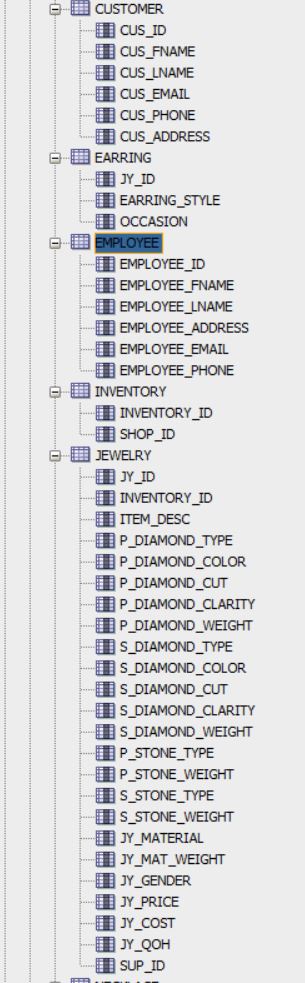 CUSTOMER
CUS_ID
CUS_FNAME
CUS_LNAME
CUS_EMAIL
CUS_PHONE
CUS_ADDRESS
EARRING
JY_ID
EARRING_STYLE
OCCASION
EMPLOYEE
EMPLOYEE_ID
EMPLOYEE_FNAME
EMPLOYEE_LNAME
EMPLOYEE_ADDRESS
EMPLOYEE_EMAIL
EMPLOYEE_PHONE
INVENTORY
INVENTORY_ID
SHOP_ID
JEWELRY
JY_ID
INVENTORY_ID
ITEM_DESC
P_DIAMOND_TYPE
P_DIAMOND_COLOR
P_DIAMOND_CUT
P_DIAMOND_CLARITY
P_DIAMOND_WEIGHT
S_DIAMOND_TYPE
S_DIAMOND_COLOR
S_DIAMOND_CUT
S_DIAMOND_CLARITY
S_DIAMOND_WEIGHT
P_STONE_TYPE
P_STONE_WEIGHT
S_STONE_TYPE
S_STONE_WEIGHT
JY_MATERIAL
JY_MAT_WEIGHT
JY_GENDER
JY_PRICE
JY_COST
JY_QOH
SUP_ID